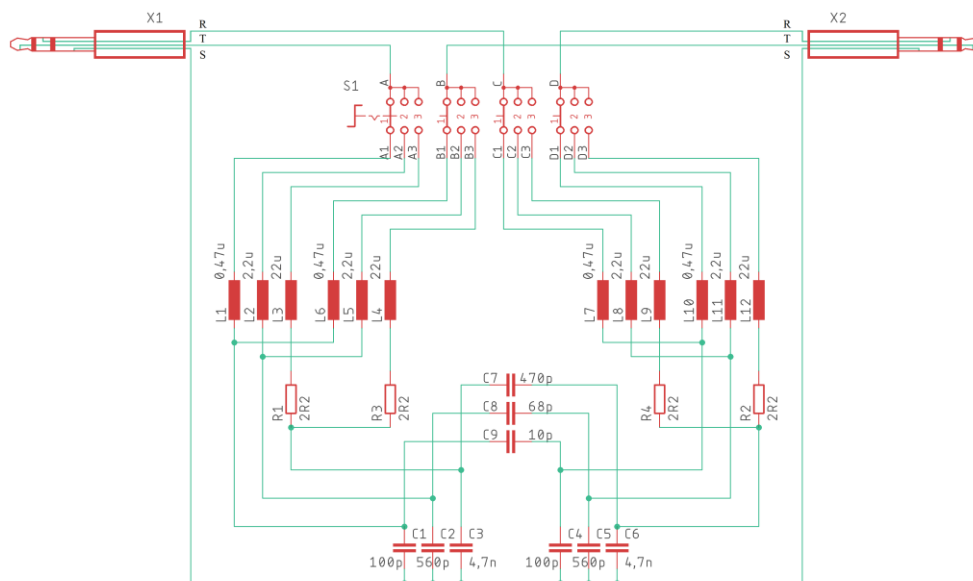 X1
R
T
S
R
T
S
X2
S1
A
B
C
D
1 2 3
1 2 3
1 2 3
1 2 3
A1 A2 A3
B1 B2 B3
C1 C2 C3
D1 D2 D3
0,47u 2,2u 22u 0,47u 2,2u 22u
0,47u 2,2u 22u 0,47u 2,2u 22u
L1 L2 L3 L6 L5 L4
L7 L8 L9 L10 L11 L12
C7 470p
C8 68p
C9 10p
R1 2R2
R3 2R2
R4 2R2
R2 2R2
C1 C2 C3
100p 560p 4,7n
C4 C5 C6
100p 560p 4,7n